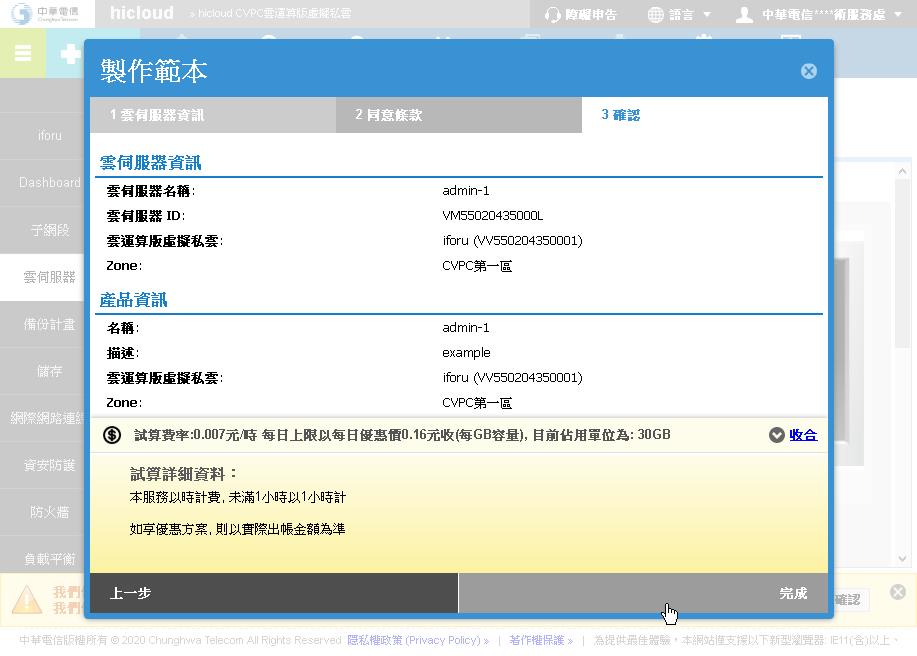 中華電信
Chunghwa Telecom
hicloud
» hicloud CVPC雲運算版虛擬私雲
障礙申告
語言
中華電信****術服務處
製作範本
1 雲伺服器資訊
2 同意條款
3 確認
iforu
Dashboard
子網段
雲伺服器
備份計畫
儲存
網際網路連線
資安防護
防火牆
負載平衡
雲伺服器資訊
雲伺服器名稱: admin-1
雲伺服器 ID: VM55020435000L
雲運算版虛擬私雲: iforu (VV550204350001)
Zone: CVPC第一區
產品資訊
名稱: admin-1
描述: example
雲運算版虛擬私雲: iforu (VV550204350001)
Zone: CVPC第一區
試算費率:0.007元/時 每日上限以每日優惠價0.16元收(每GB容量), 目前佔用單位為: 30GB
收合
試算詳細資料：
本服務以時計費, 未滿1小時以1小時計
如享優惠方案, 則以實際出帳金額為準
上一步
完成
我們
我們
確認
中華電信版權所有 © 2020 Chunghwa Telecom All Rights Reserved 隱私權政策 (Privacy Policy) » | 著作權保護 » | 為提供最佳體驗，本網站僅支援以下新型瀏覽器: IE11(含)以上、